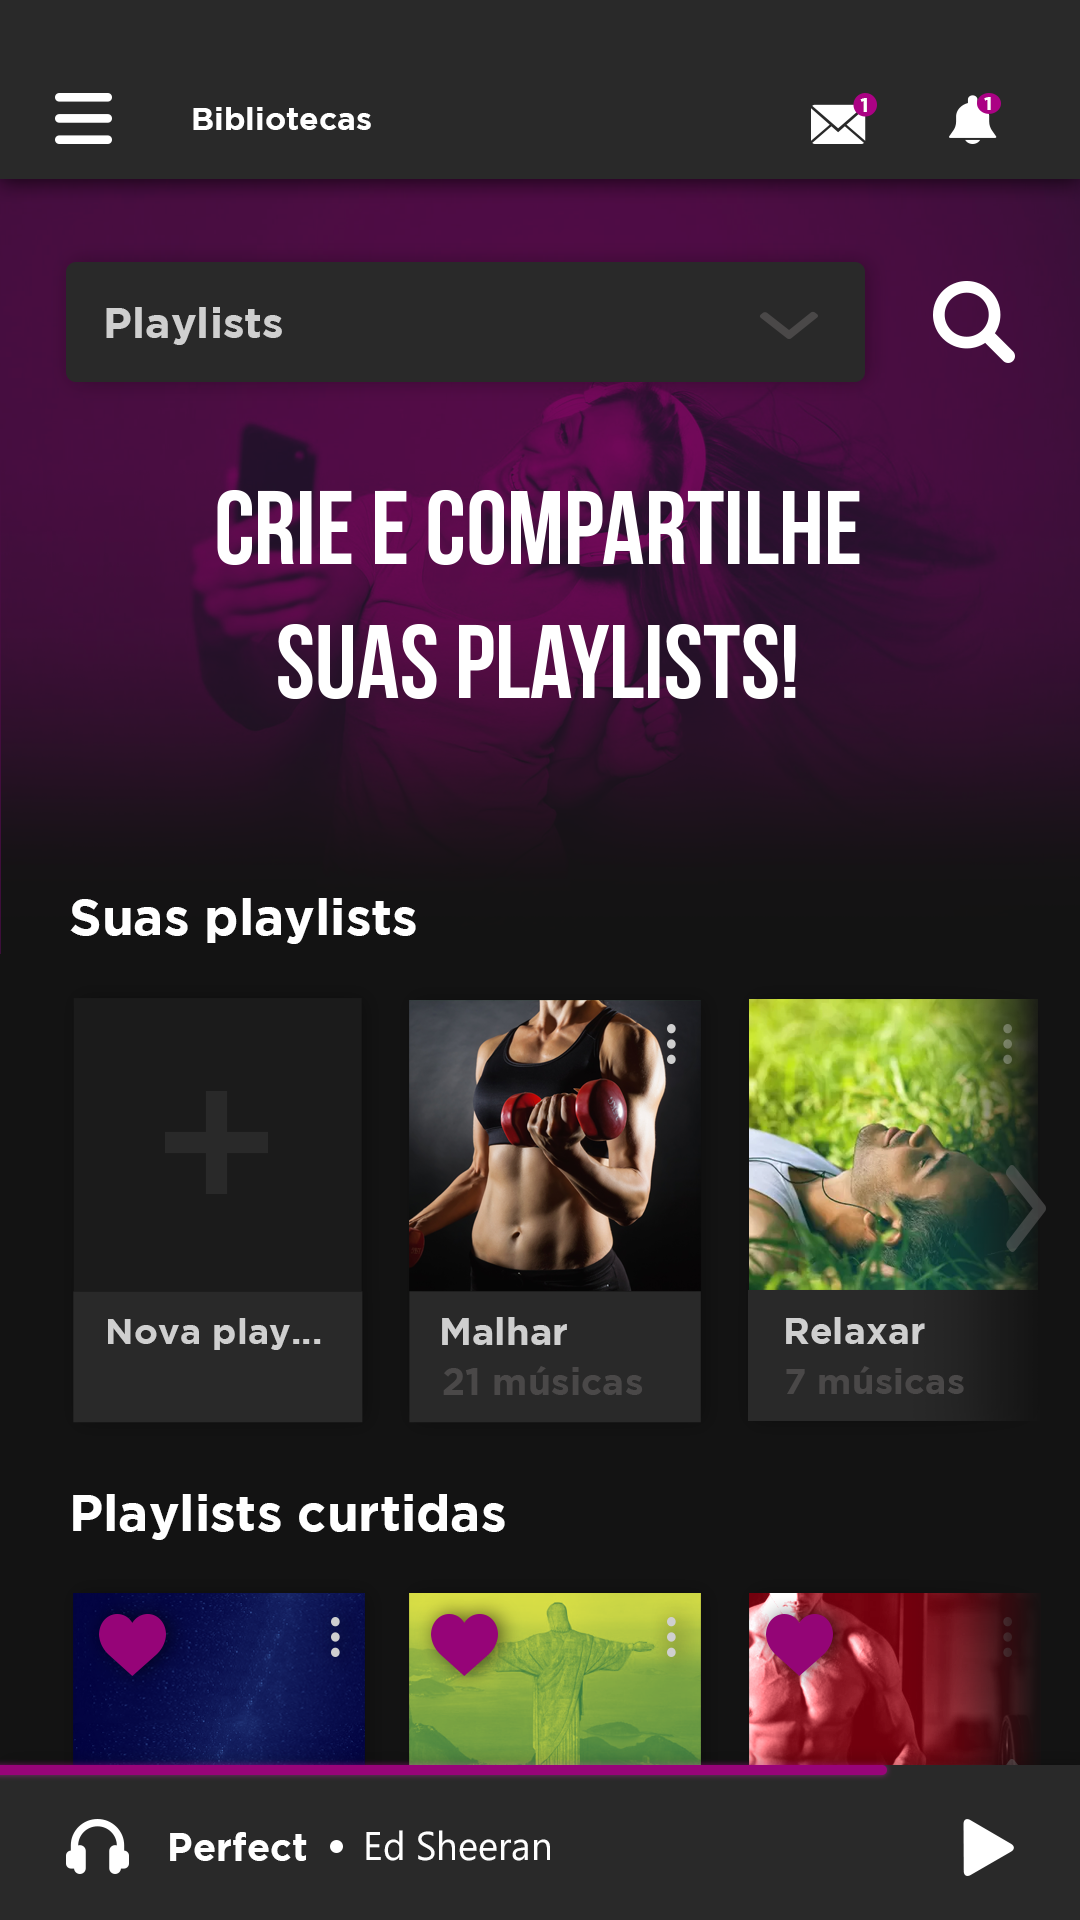 Bibliotecas
1
1
Playlists
CRIE E COMPARTILHE
SUAS PLAYLISTS!
Suas playlists
Nova play...
Malhar
21 músicas
Relaxar
7 músicas
Playlists curtidas
Perfect • Ed Sheeran